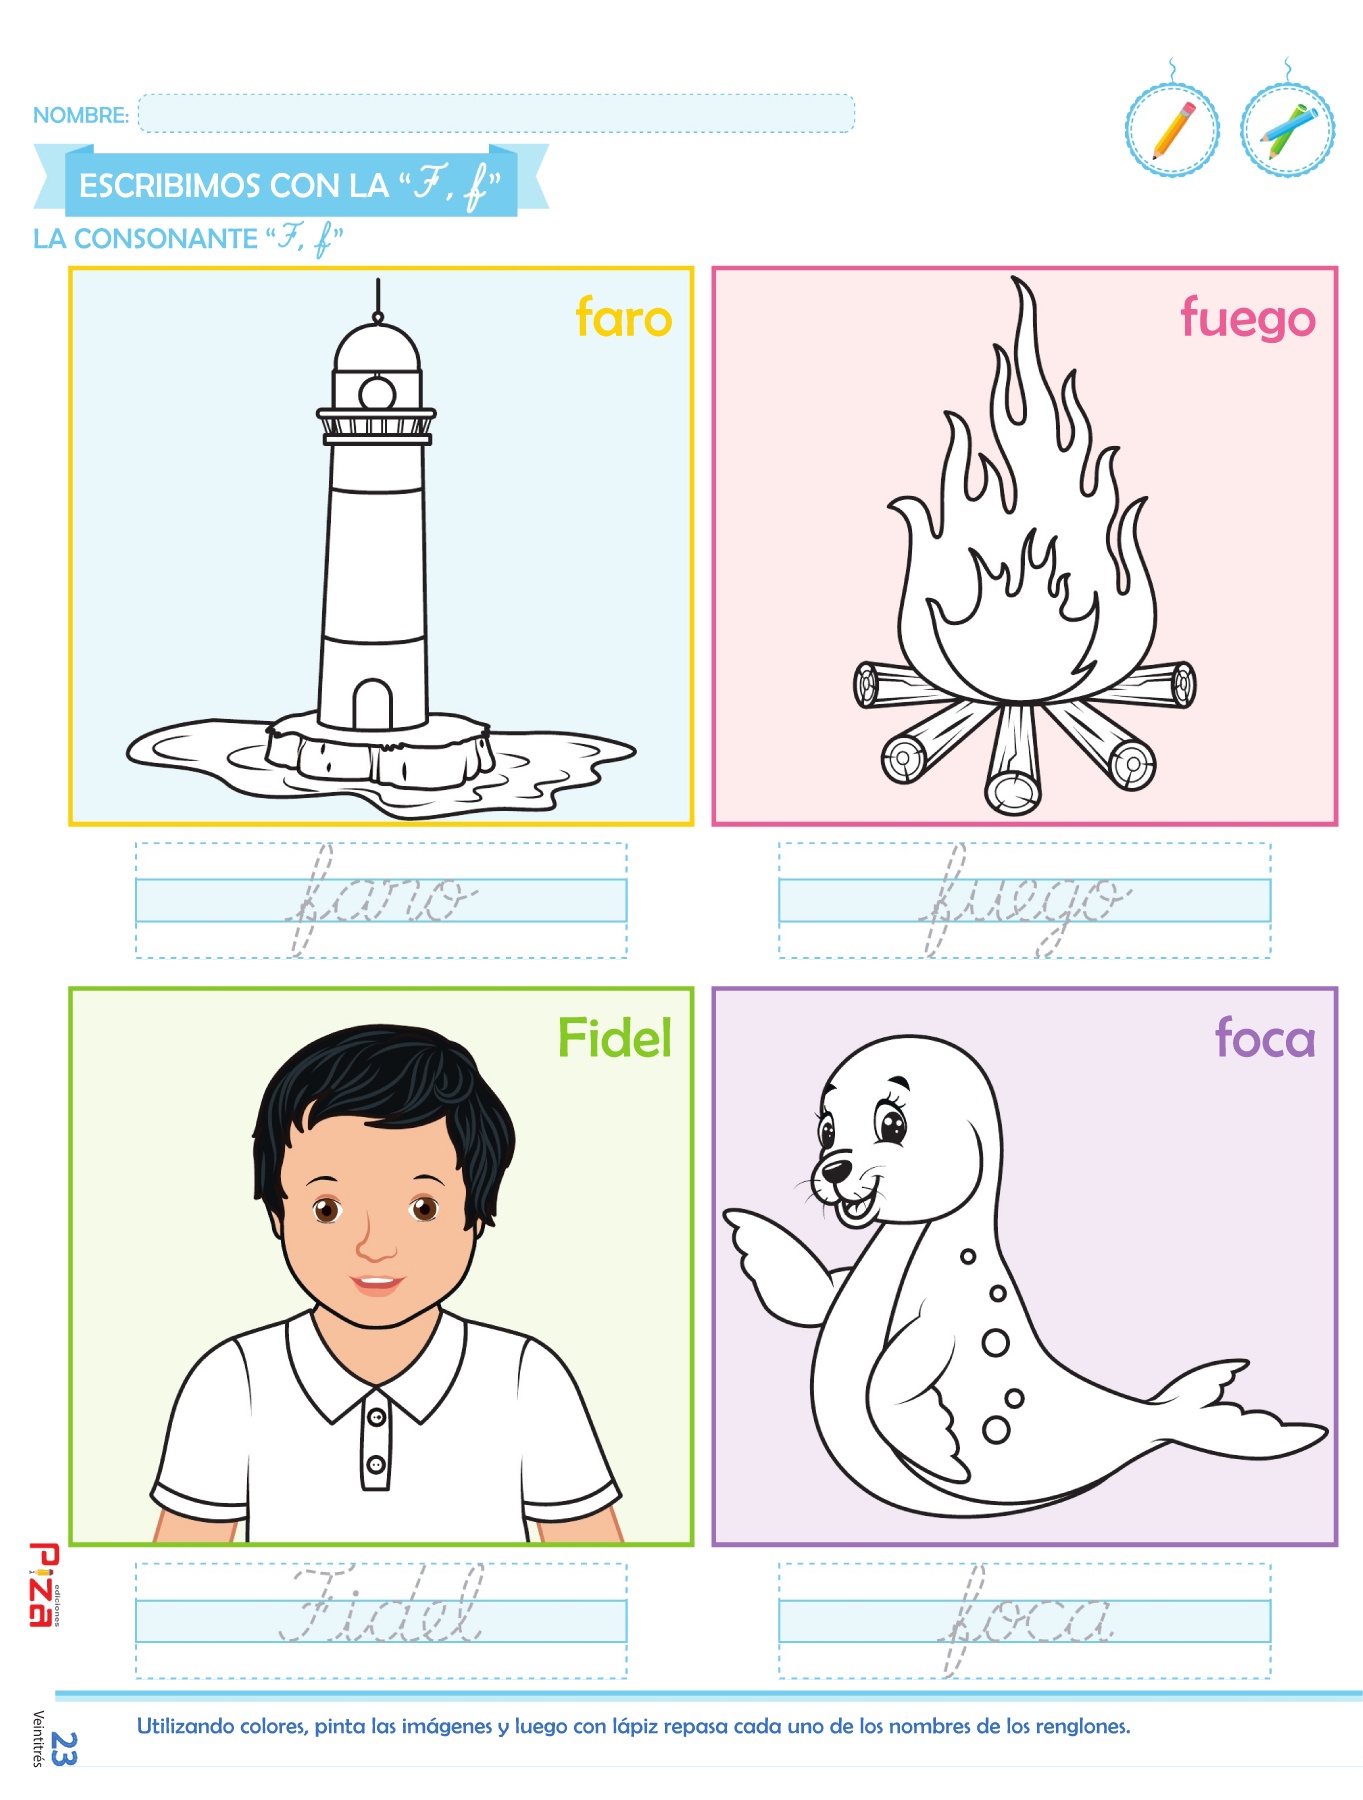 NOMBRE:
ESCRIBIMOS CON LA “F, f”
LA CONSONANTE “F, f”
faro
fuego
faro
fuego
Fidel
foca
Fidel
foca
Piza
ediciones
23
Veintitrés
Utilizando colores, pinta las imágenes y luego con lápiz repasa cada uno de los nombres de los renglones.